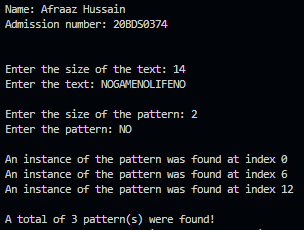 Name: Afraaz Hussain
Admission number: 20BDS0374
Enter the size of the text: 14
Enter the text: NOGAMENOLIFENO
Enter the size of the pattern: 2
Enter the pattern: NO
An instance of the pattern was found at index 0
An instance of the pattern was found at index 6
An instance of the pattern was found at index 12
A total of 3 pattern(s) were found!